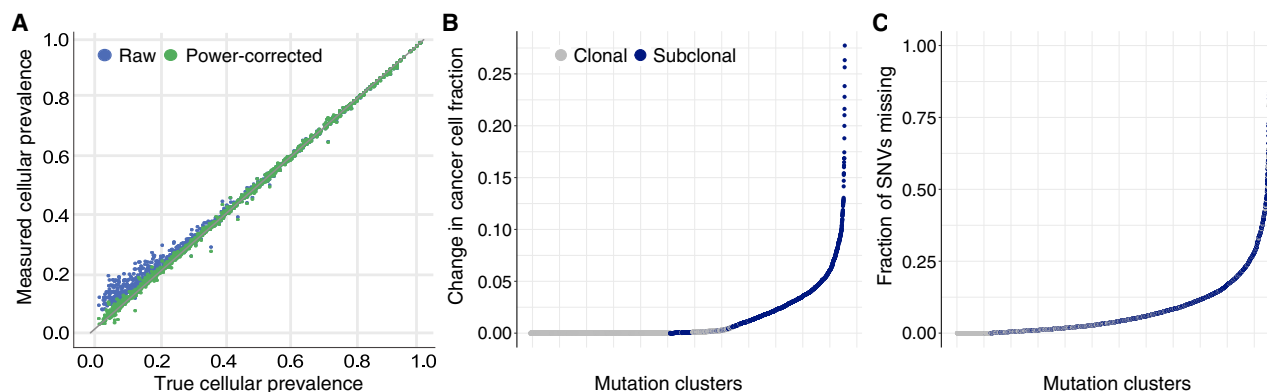 A
Measured cellular prevalence
1.0
0.8
0.6
0.4
0.2
0.0
Raw
Power-corrected
0.0
0.2
0.4
0.6
0.8
1.0
True cellular prevalence
B
Change in cancer cell fraction
0.25
0.20
0.15
0.10
0.05
0.00
Clonal
Subclonal
Mutation clusters
C
Fraction of SNVs missing
1.00
0.75
0.50
0.25
0.00
Mutation clusters